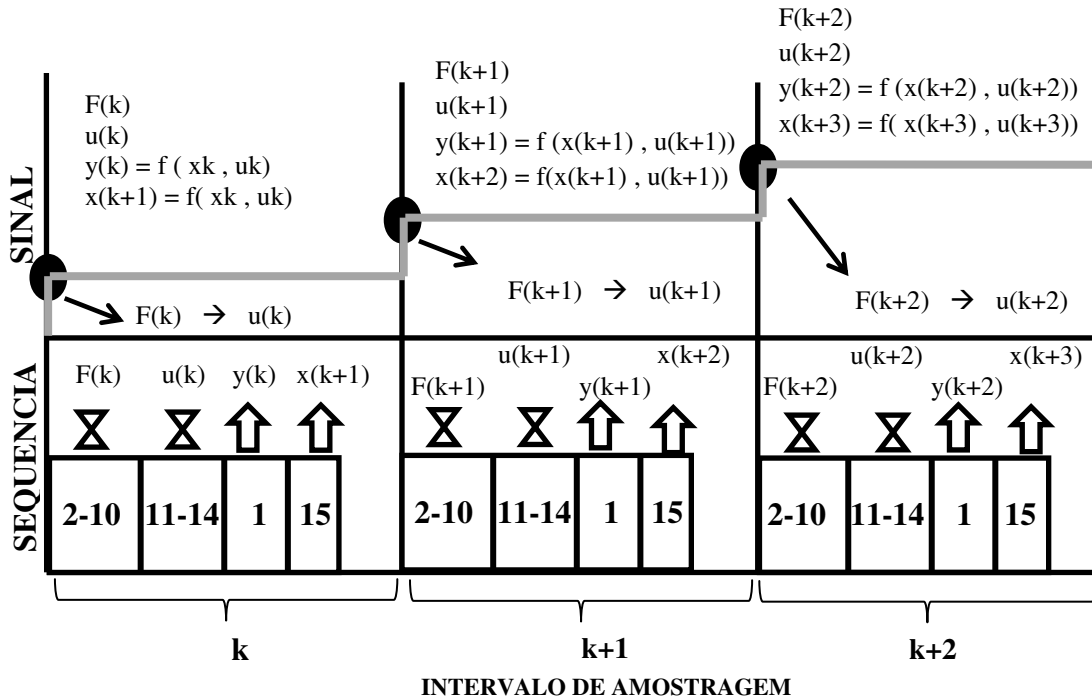 F(k)
u(k)
y(k) = f ( xk , uk)
x(k+1) = f( xk , uk)
F(k+1)
u(k+1)
y(k+1) = f (x(k+1) , u(k+1))
x(k+2) = f(x(k+1) , u(k+1))
F(k+2)
u(k+2)
y(k+2) = f (x(k+2) , u(k+2))
x(k+3) = f( x(k+3) , u(k+3))
SINAL
F(k) → u(k)
F(k+1) → u(k+1)
F(k+2) → u(k+2)
SEQUENCIA
F(k) u(k) y(k) x(k+1)
F(k+1) u(k+1) y(k+1) x(k+2)
F(k+2) u(k+2) y(k+2) x(k+3)
2-10 11-14 1 15
2-10 11-14 1 15
2-10 11-14 1 15
k
k+1
k+2
INTERVALO DE AMOSTRAGEM